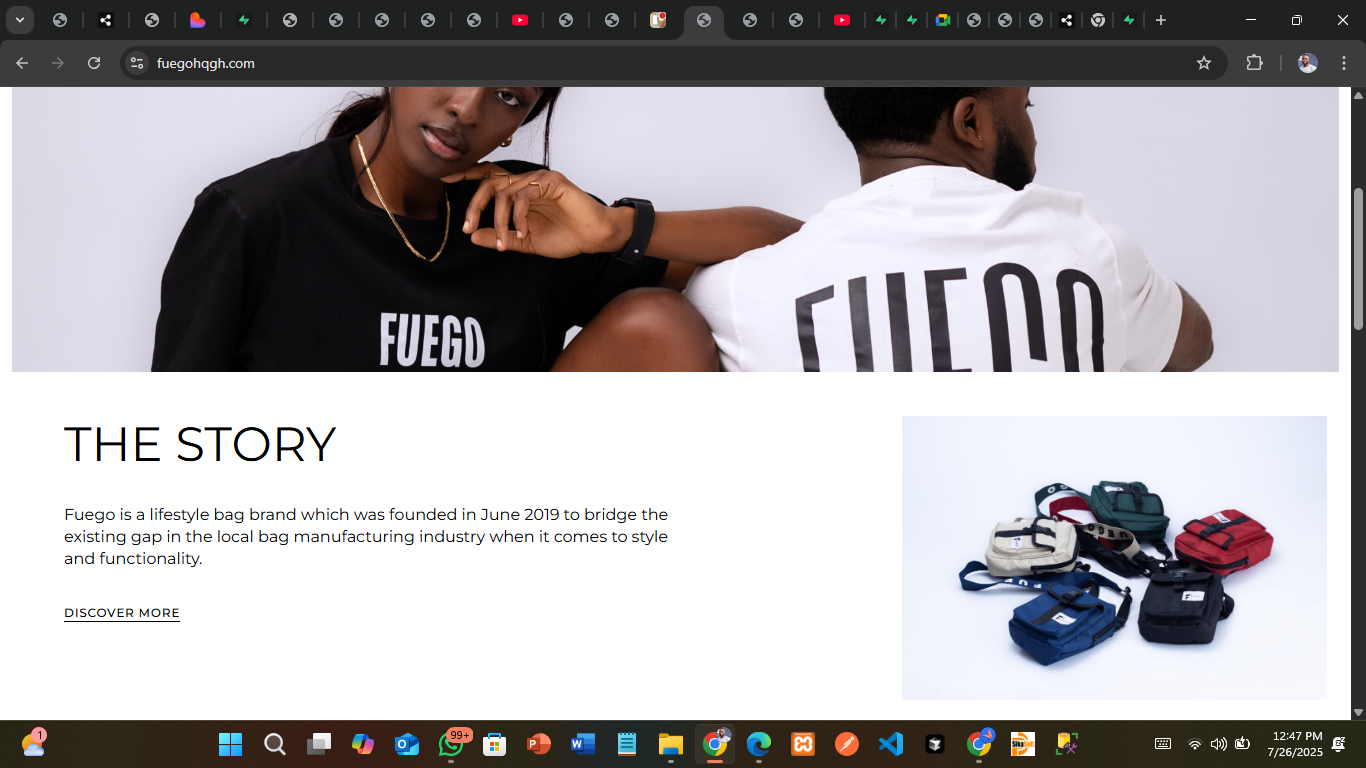 fuegohqgh.com
FUEGO
FUEGO
THE STORY
Fuego is a lifestyle bag brand which was founded in June 2019 to bridge the
existing gap in the local bag manufacturing industry when it comes to style
and functionality.
DISCOVER MORE
1
99+
12:47 PM
7/26/2025